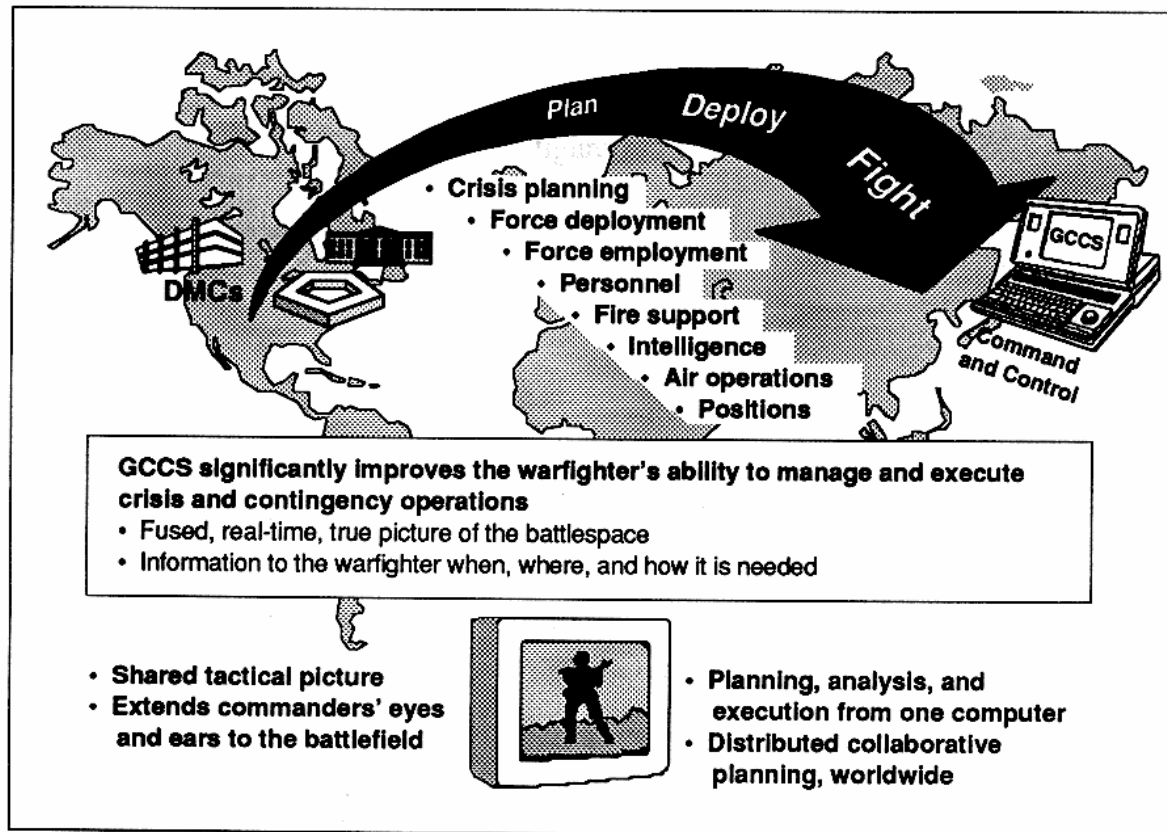 Plan
Deploy
Fight
• Crisis planning
• Force deployment
• Force employment
• Personnel
• Fire support
• Intelligence
• Air operations
• Positions
DMCs
GCCS
Command
and Control
GCCS significantly improves the warfighter's ability to manage and execute
crisis and contingency operations
• Fused, real-time, true picture of the battlespace
• Information to the warfighter when, where, and how it is needed
• Shared tactical picture
• Extends commanders' eyes
and ears to the battlefield
• Planning, analysis, and
execution from one computer
• Distributed collaborative
planning, worldwide